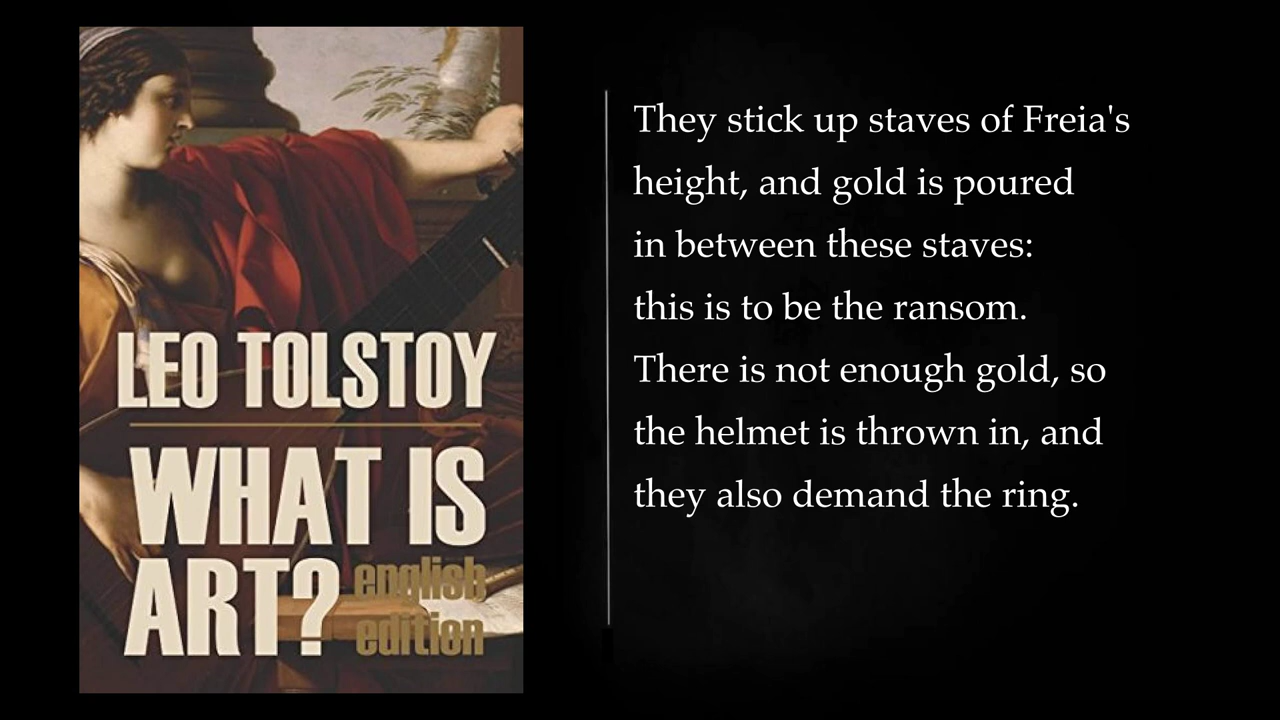 LEO TOLSTOY
WHAT IS
ART?
english
edition
They stick up staves of Freia's
height, and gold is poured
in between these staves:
this is to be the ransom.
There is not enough gold, so
the helmet is thrown in, and
they also demand the ring.